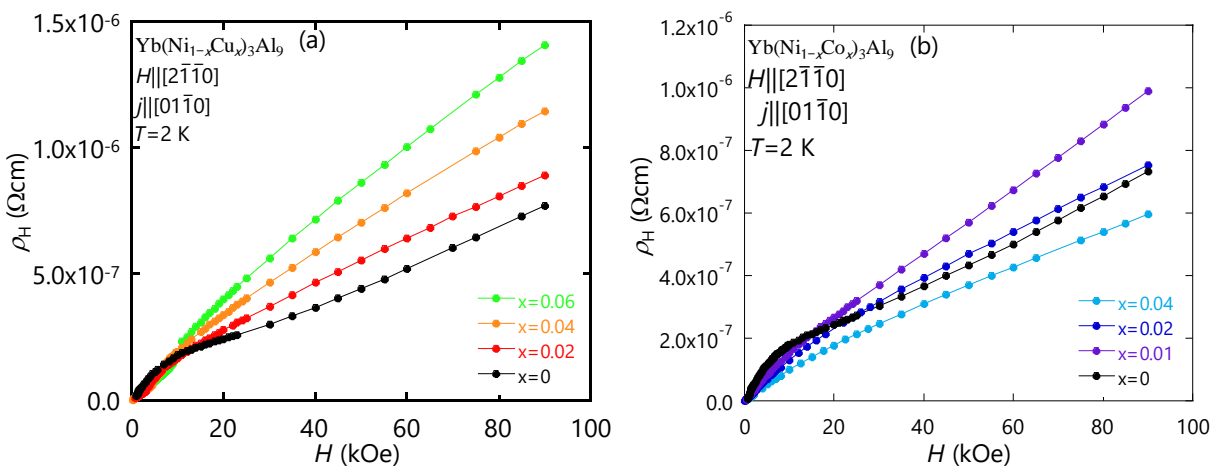 Yb(Ni₁₋ₓCuₓ)₃Al₉ (a)
H||[21̄1̄0]
j||[011̄0]
T=2 K
1.5x10⁻⁶
1.0x10⁻⁶
5.0x10⁻⁷
0.0
ρH (Ωcm)
x=0.06
x=0.04
x=0.02
x=0
0 20 40 60 80 100
H (kOe)
Yb(Ni₁₋ₓCoₓ)₃Al₉ (b)
H||[21̄1̄0]
j||[011̄0]
T=2 K
1.2x10⁻⁶
1.0x10⁻⁶
8.0x10⁻⁷
6.0x10⁻⁷
4.0x10⁻⁷
2.0x10⁻⁷
0.0
ρH (Ωcm)
x=0.04
x=0.02
x=0.01
x=0
0 20 40 60 80 100
H (kOe)